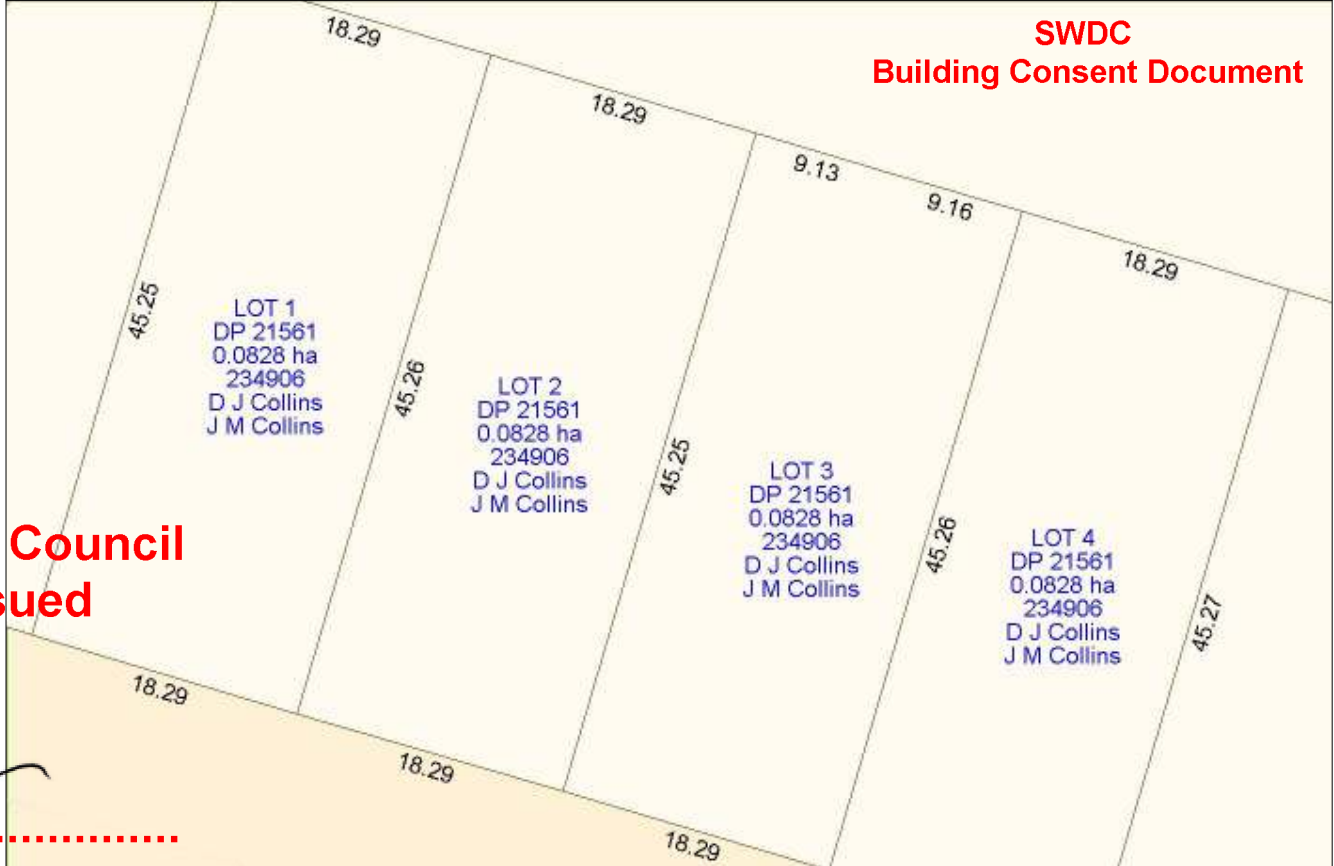 SWDC
Building Consent Document
18.29
18.29
9.13
9.16
18.29
45.25
LOT 1
DP 21561
0.0828 ha
234906
D J Collins
J M Collins
45.26
LOT 2
DP 21561
0.0828 ha
234906
D J Collins
J M Collins
45.25
LOT 3
DP 21561
0.0828 ha
234906
D J Collins
J M Collins
45.26
LOT 4
DP 21561
0.0828 ha
234906
D J Collins
J M Collins
45.27
Council
sued
18.29
18.29
18.29